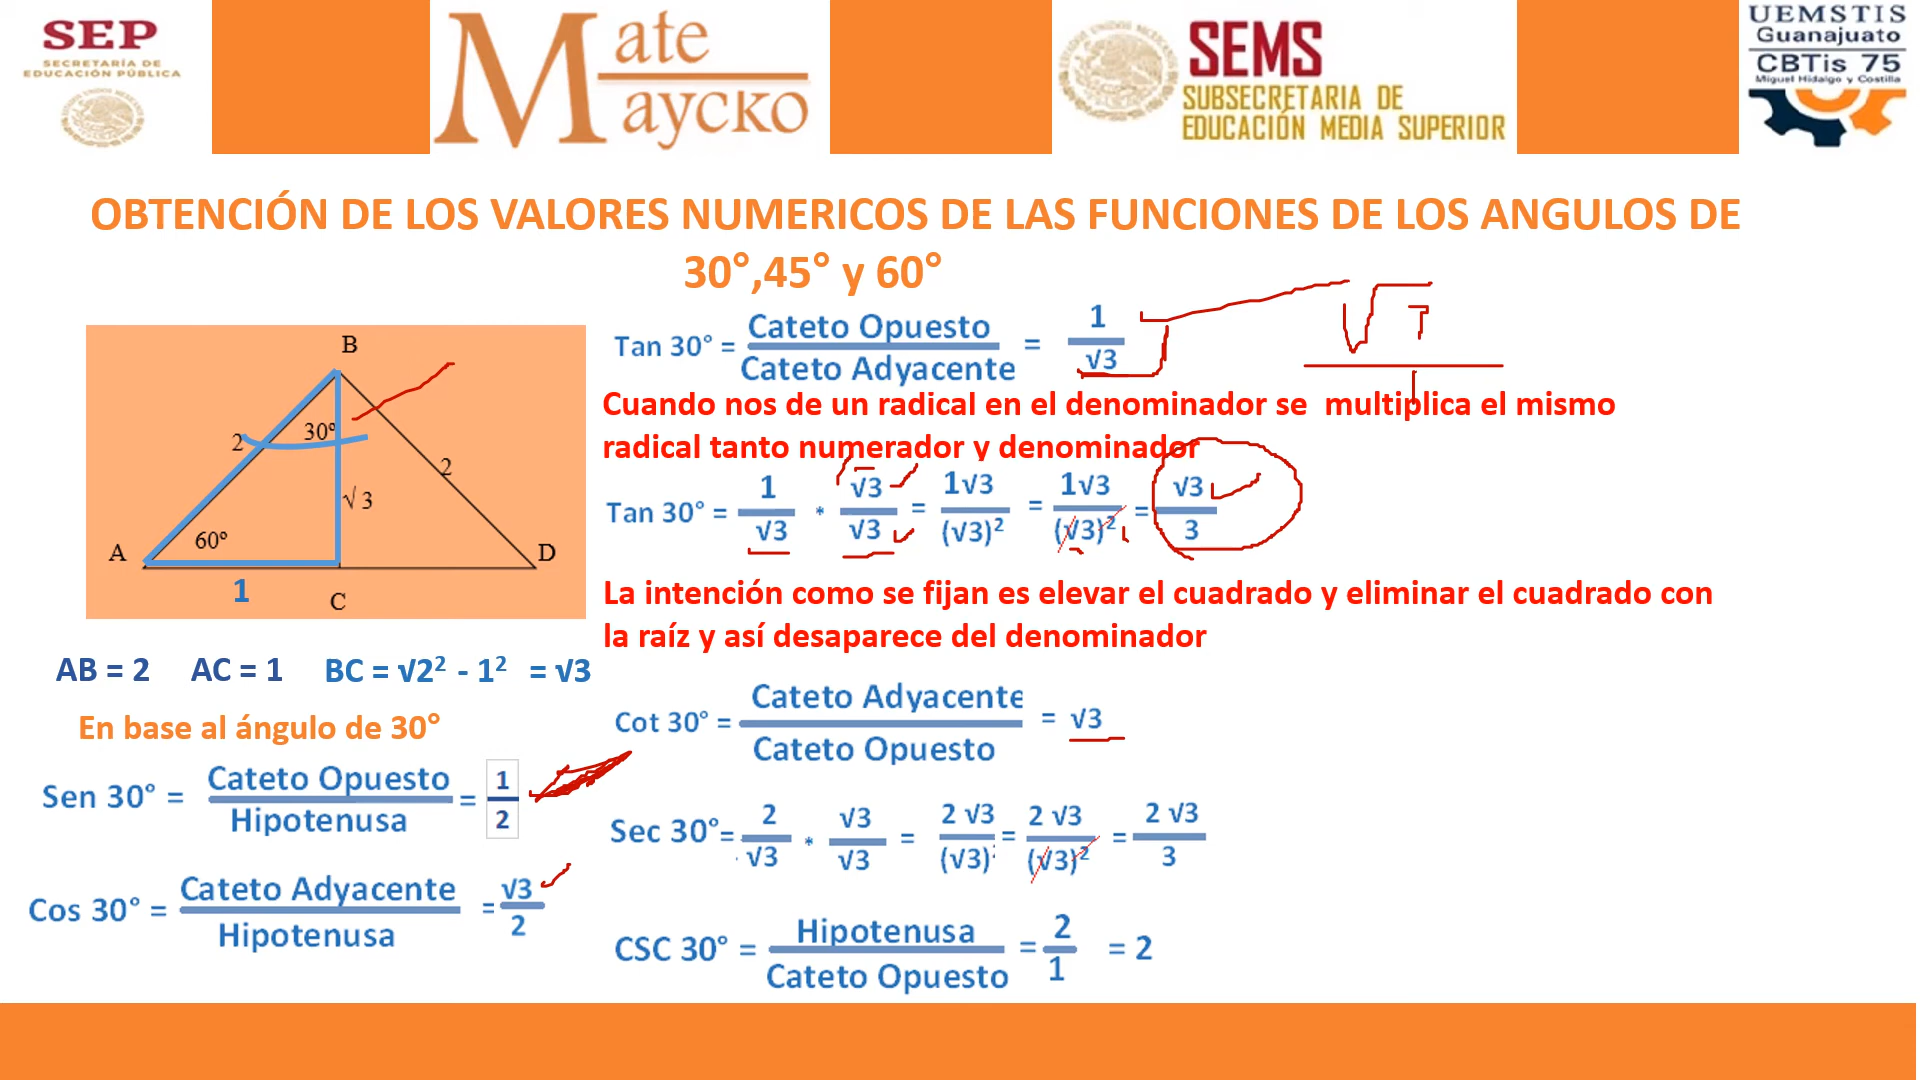 SEP
SECRETARÍA DE
EDUCACIÓN PÚBLICA
Mate
Maycko
SEMS
SUBSECRETARIA DE
EDUCACIÓN MEDIA SUPERIOR
UEMSTIS
Guanajuato
CBTis 75
Miguel Hidalgo y Costilla
OBTENCIÓN DE LOS VALORES NUMERICOS DE LAS FUNCIONES DE LOS ANGULOS DE
30°,45° y 60°
B
30º
2
2
√3
60º
A
D
1
C
AB = 2 AC = 1 BC = √2² - 1² = √3
En base al ángulo de 30°
Sen 30° = Cateto Opuesto / Hipotenusa = 1/2
Cos 30° = Cateto Adyacente / Hipotenusa = √3/2
Tan 30° = Cateto Opuesto / Cateto Adyacente = 1/√3
Cuando nos de un radical en el denominador se multiplica el mismo
radical tanto numerador y denominador
Tan 30° = 1/√3 * √3/√3 = 1√3/(√3)² = 1√3/(√3)² = √3/3
La intención como se fijan es elevar el cuadrado y eliminar el cuadrado con
la raíz y así desaparece del denominador
Cot 30° = Cateto Adyacente / Cateto Opuesto = √3
Sec 30°= 2/√3 * √3/√3 = 2 √3/(√3)² = 2 √3/(√3)² = 2 √3/3
CSC 30° = Hipotenusa / Cateto Opuesto = 2/1 = 2